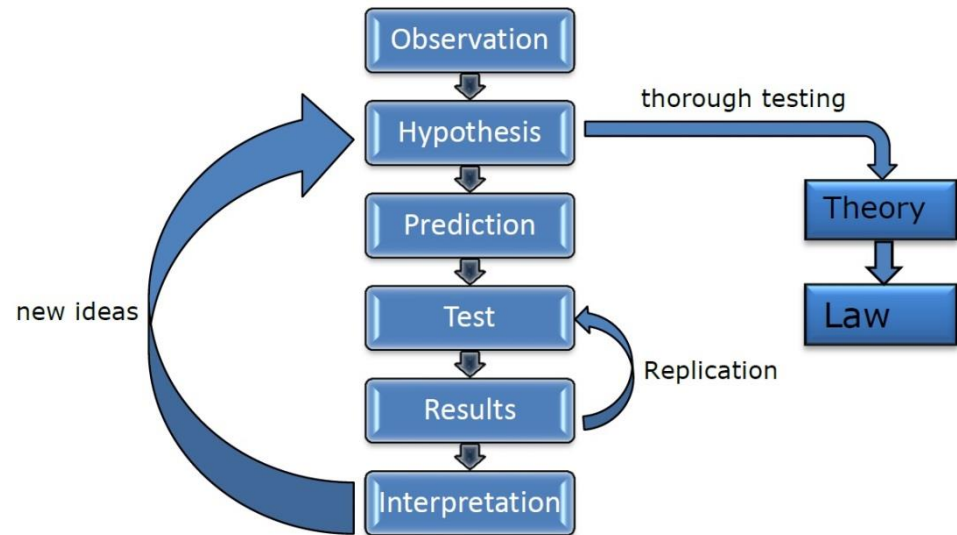 Observation
thorough testing
Hypothesis
Theory
Prediction
new ideas
Test
Law
Replication
Results
Interpretation